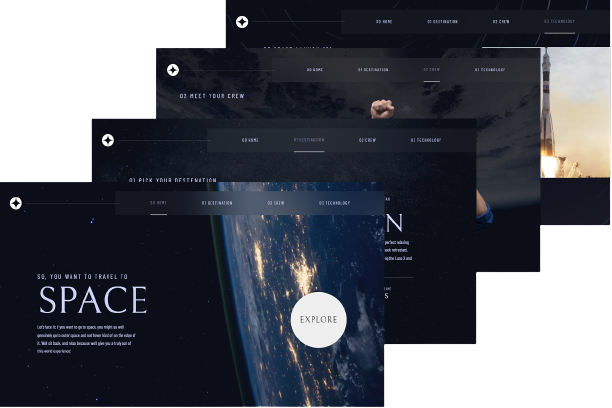 00 HOME 01 DESTINATION 02 CREW 03 TECHNOLOGY
00 HOME 01 DESTINATION 02 CREW 03 TECHNOLOGY
02 MEET YOUR CREW
00 HOME 01 DESTINATION 02 CREW 03 TECHNOLOGY
01 PICK YOUR DESTINATION
00 HOME 01 DESTINATION 02 CREW 03 TECHNOLOGY
SO, YOU WANT TO TRAVEL TO
SPACE
Let's face it; if you want to go to space, you might as well
genuinely go to outer space and not hover kind of on the edge of
it. Well sit back, and relax because we'll give you a truly out of
this world experience!
EXPLORE